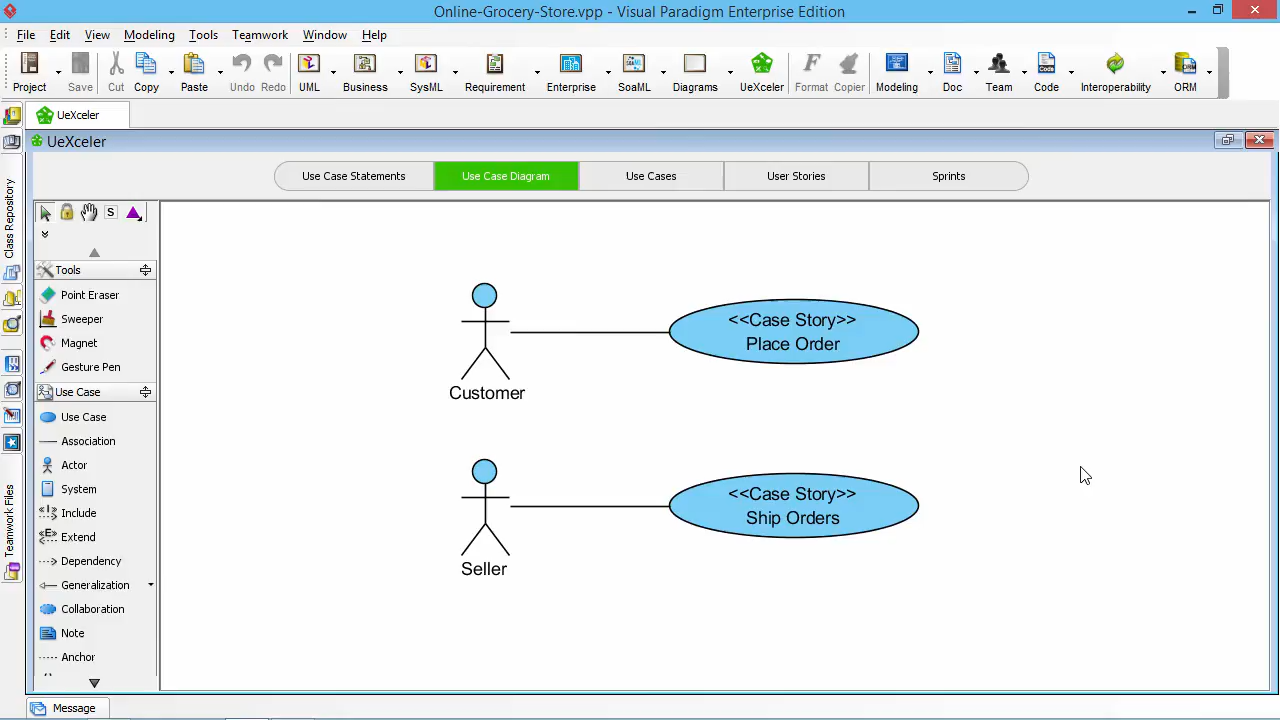 Online-Grocery-Store.vpp - Visual Paradigm Enterprise Edition
File Edit View Modeling Tools Teamwork Window Help
Project Save Cut Copy Paste Undo Redo UML Business SysML Requirement Enterprise SoaML Diagrams UeXceler Format Copier Modeling Doc Team Code Interoperability ORM
UeXceler
UeXceler
Use Case Statements Use Case Diagram Use Cases User Stories Sprints
Class Repository
Teamwork Files
S
Tools
Point Eraser
Sweeper
Magnet
Gesture Pen
Use Case
Use Case
Association
Actor
System
<I> Include
<E> Extend
Dependency
Generalization
Collaboration
Note
Anchor
Customer
<<Case Story>>
Place Order
Seller
<<Case Story>>
Ship Orders
Message